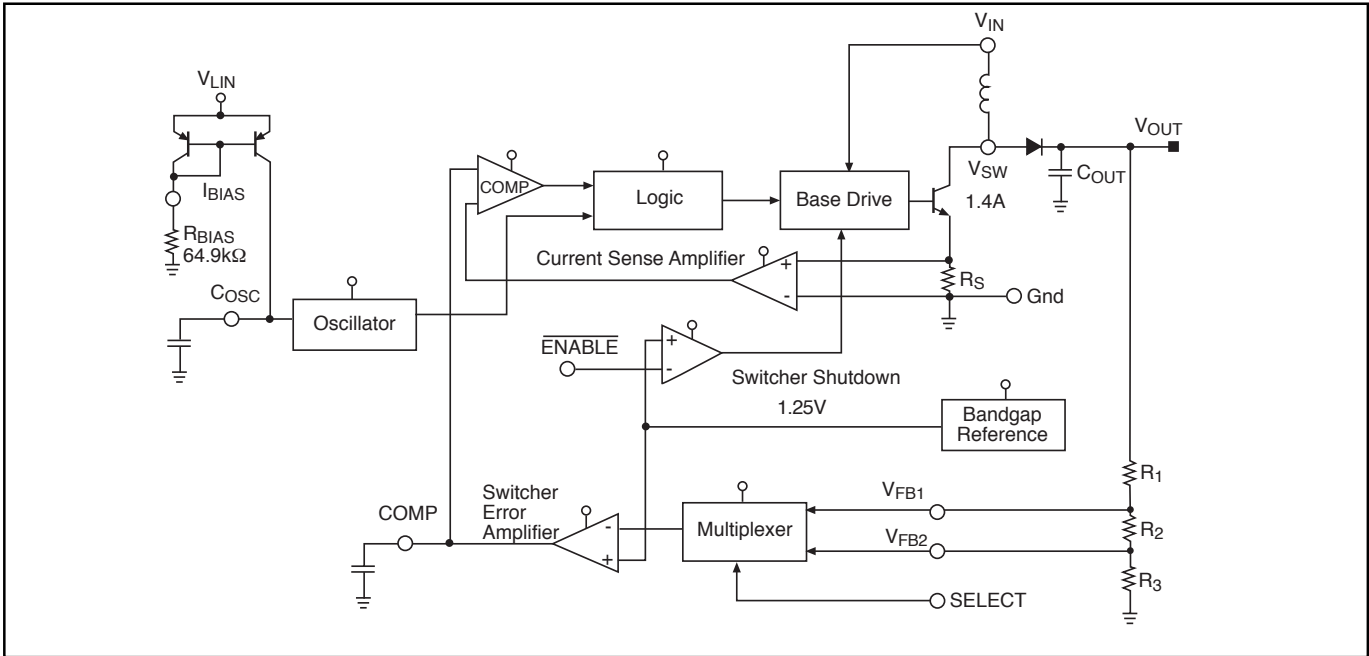 VIN
VLIN
VOUT
IBIAS
COMP
Logic
Base Drive
VSW
1.4A
COUT
RBIAS
64.9kΩ
Current Sense Amplifier
+
-
RS
Gnd
COSC
Oscillator
ENABLE
+
-
Switcher Shutdown
1.25V
Bandgap
Reference
R1
COMP
Switcher
Error
Amplifier
-
+
Multiplexer
VFB1
VFB2
R2
R3
SELECT